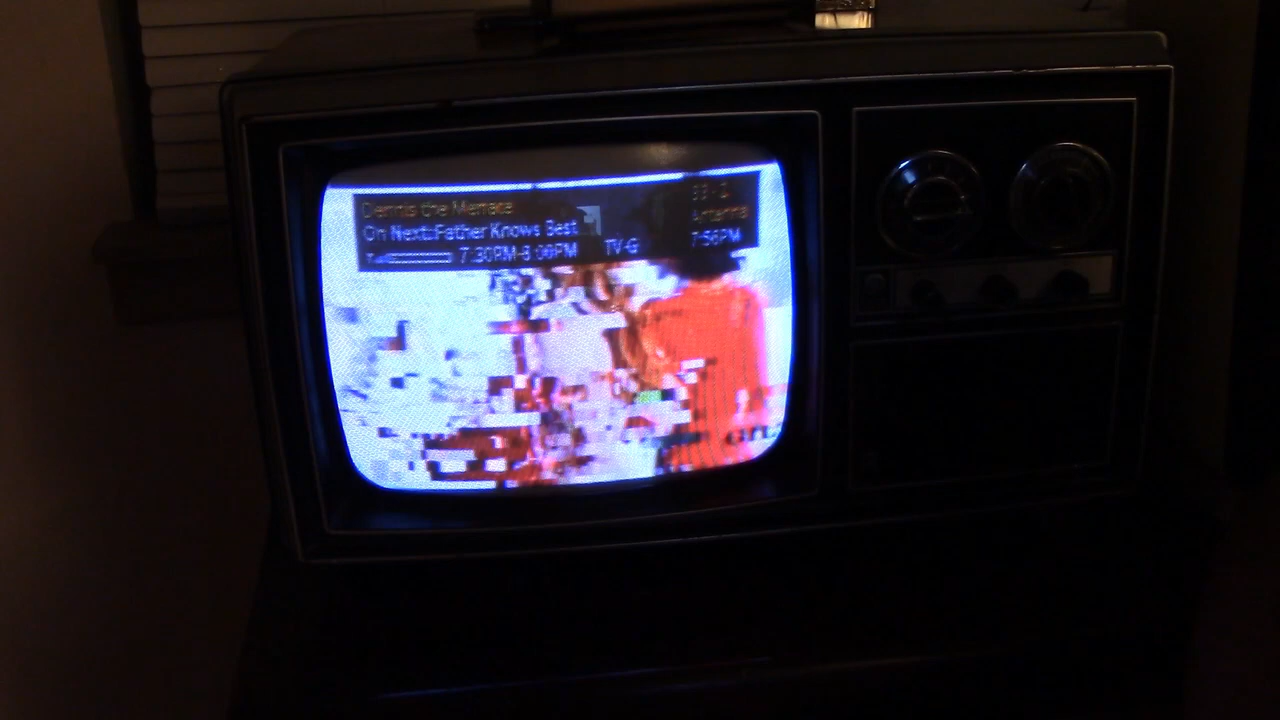 Dennis the Menace
On Next:Father Knows Best
7:30PM-8:00PM TV-G
Antenna
7:56PM